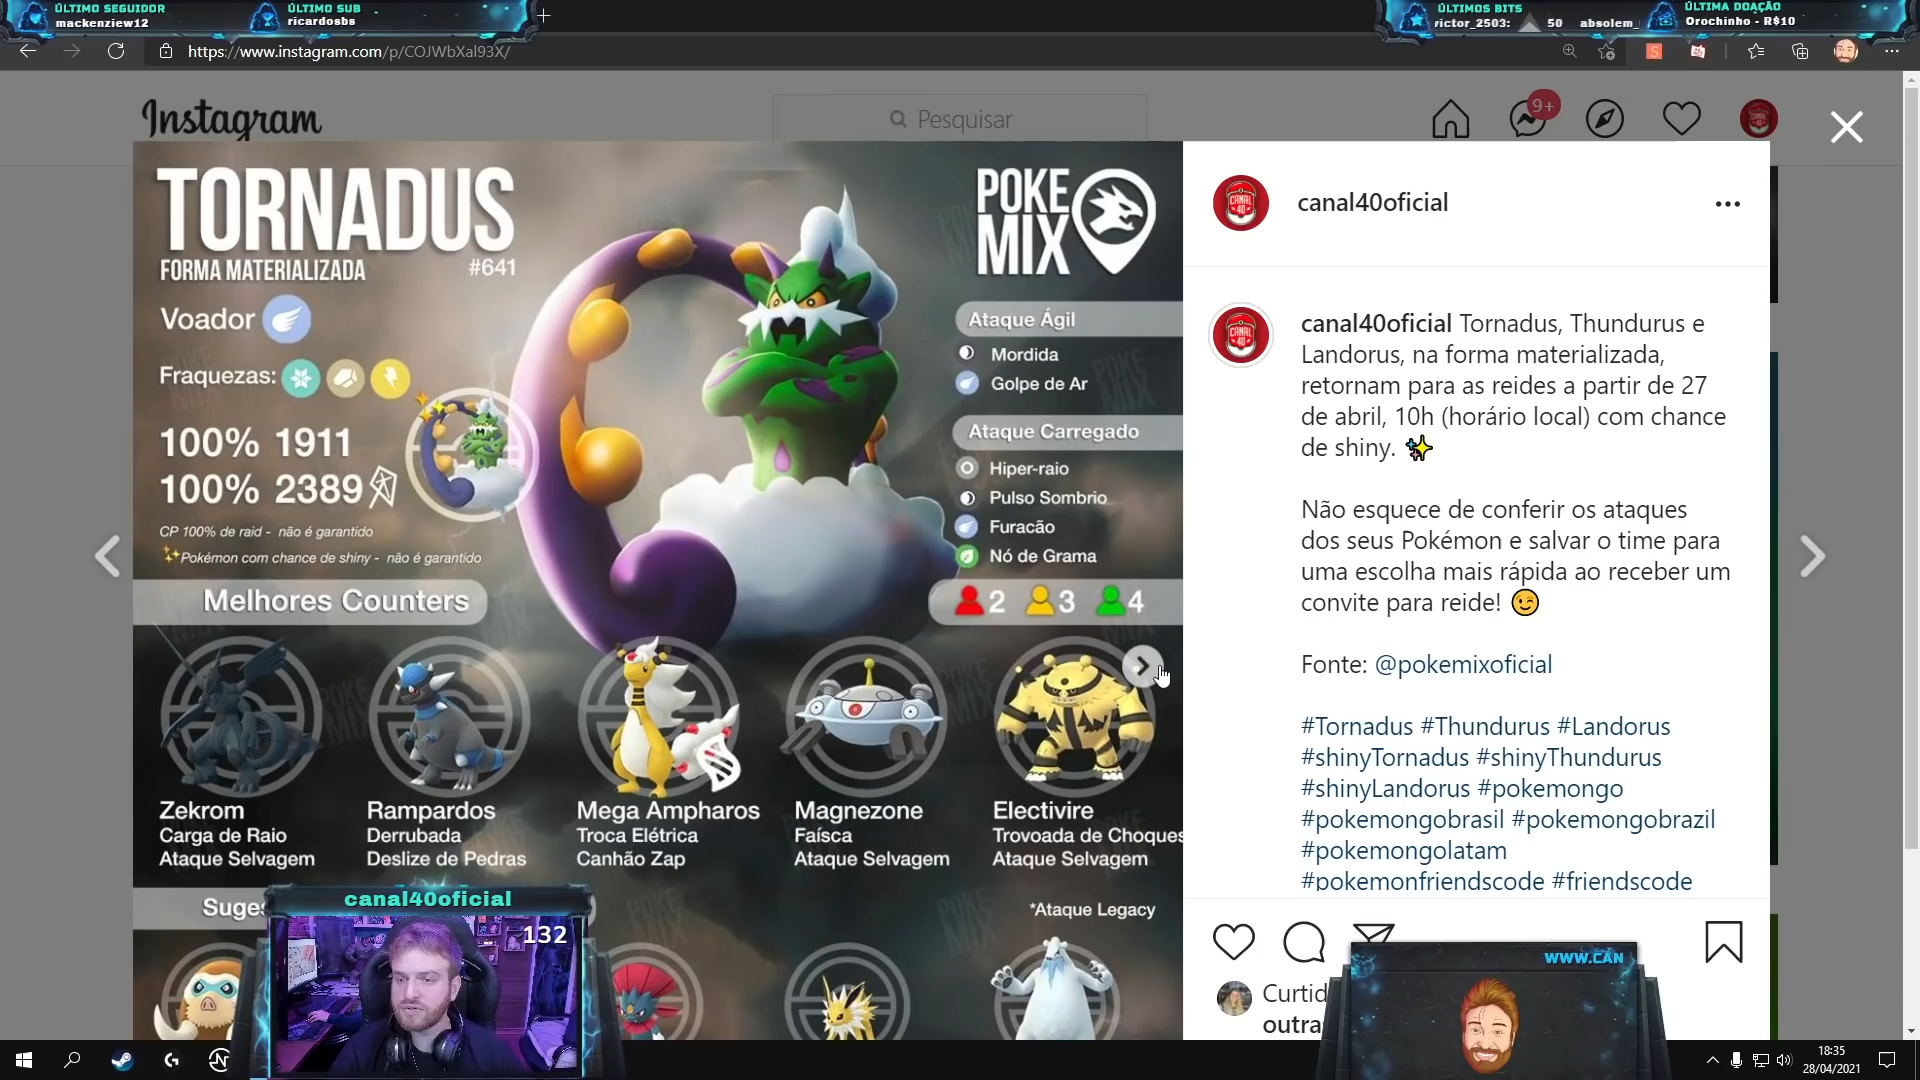 ÚLTIMO SEGUIDOR
mackenziew12
ÚLTIMO SUB
ricardosbs
ÚLTIMOS BITS
victor_2503:
50
absolem_
ÚLTIMA DOAÇÃO
Orochinho - R$10
https://www.instagram.com/p/COJWbXal93X/
Instagram
Pesquisar
9+
TORNADUS
FORMA MATERIALIZADA
#641
Voador
Fraquezas:
100% 1911
100% 2389
CP 100% de raid - não é garantido
Pokémon com chance de shiny - não é garantido
POKE
MIX
Ataque Ágil
Mordida
Golpe de Ar
Ataque Carregado
Hiper-raio
Pulso Sombrio
Furacão
Nó de Grama
Melhores Counters
2
3
4
Zekrom
Carga de Raio
Ataque Selvagem
Rampardos
Derrubada
Deslize de Pedras
Mega Ampharos
Troca Elétrica
Canhão Zap
Magnezone
Faísca
Ataque Selvagem
Electivire
Trovoada de Choques
Ataque Selvagem
Suges
*Ataque Legacy
canal40oficial
132
canal40oficial
canal40oficial Tornadus, Thundurus e
Landorus, na forma materializada,
retornam para as reides a partir de 27
de abril, 10h (horário local) com chance
de shiny. ✨
Não esquece de conferir os ataques
dos seus Pokémon e salvar o time para
uma escolha mais rápida ao receber um
convite para reide! 😉
Fonte: @pokemixoficial
#Tornadus #Thundurus #Landorus
#shinyTornadus #shinyThundurus
#shinyLandorus #pokemongo
#pokemongobrasil #pokemongobrazil
#pokemongolatam
#pokemonfriendscode #friendscode
Curtid
outra
WWW.CAN
18:35
28/04/2021